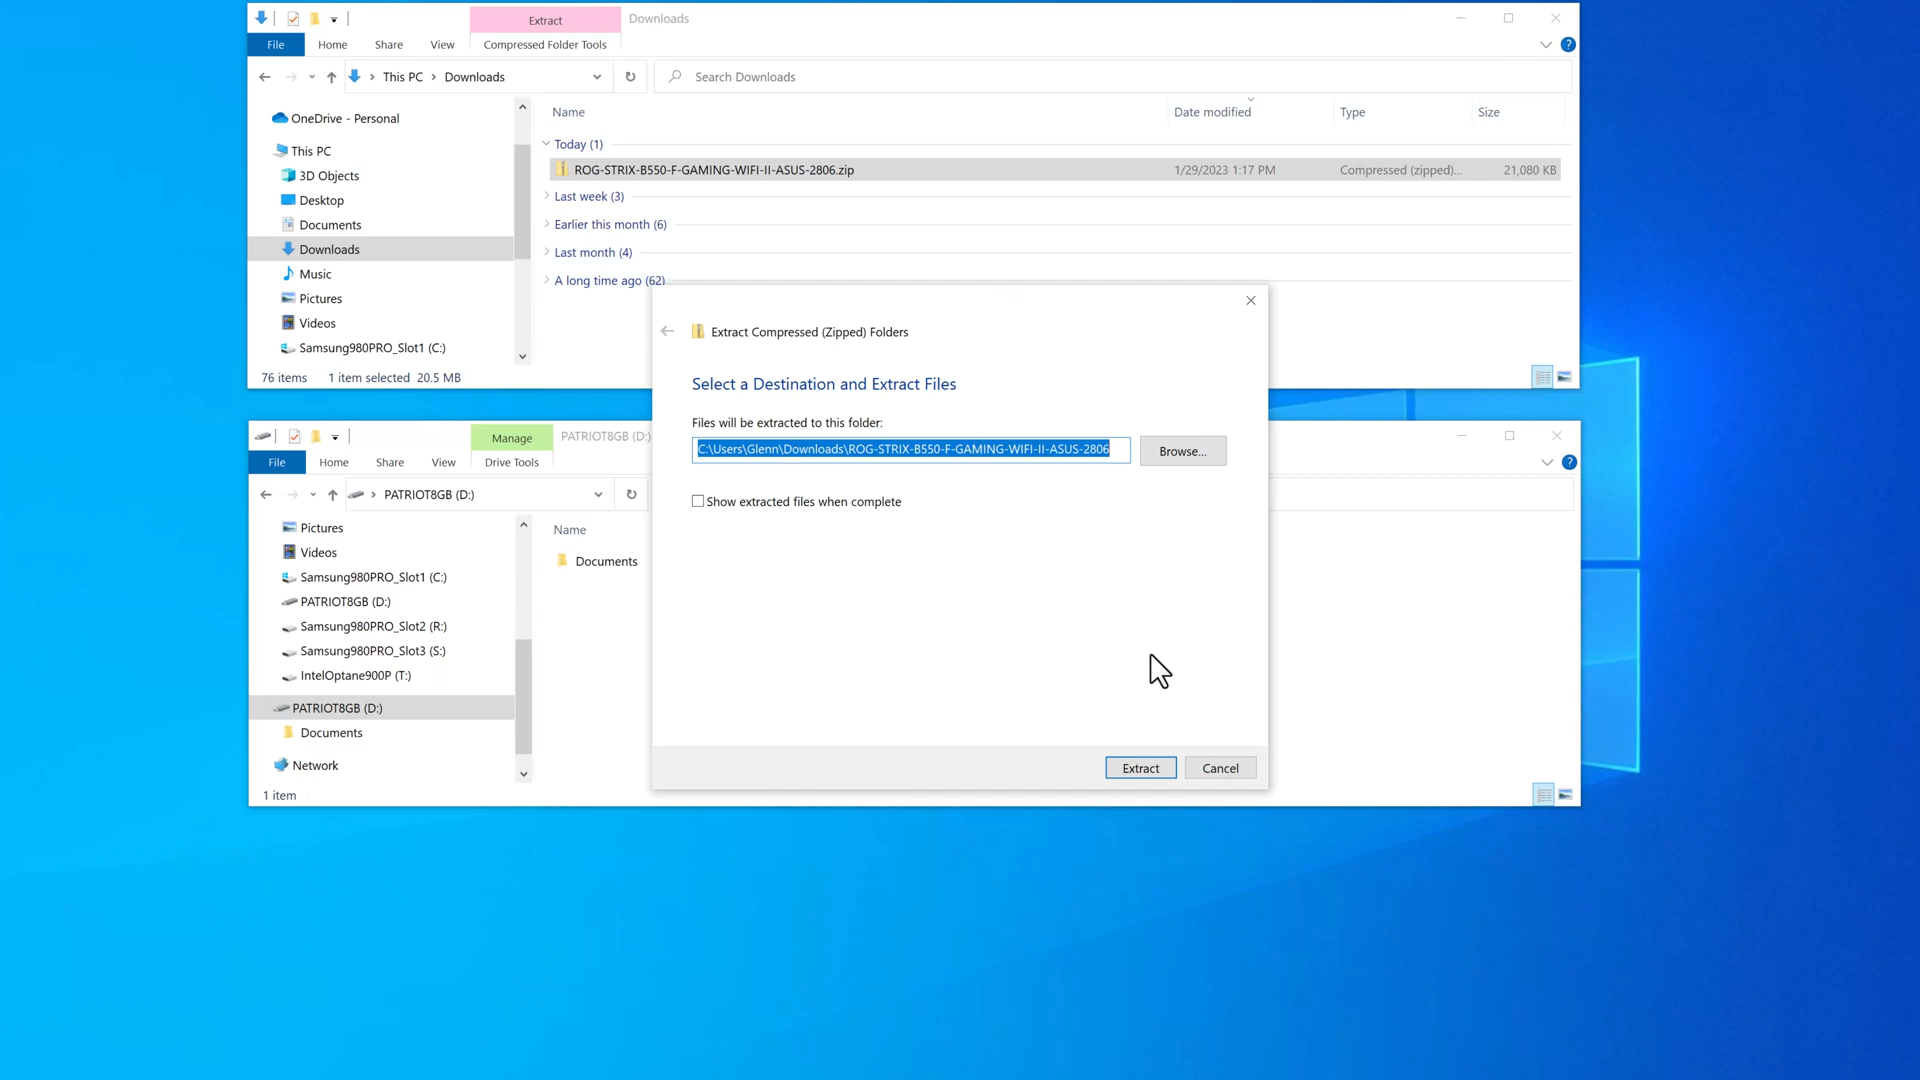 Extract
Downloads
File
Home
Share
View
Compressed Folder Tools
This PC
Downloads
Search Downloads
Name
Date modified
Type
Size
OneDrive - Personal
This PC
3D Objects
Desktop
Documents
Downloads
Music
Pictures
Videos
Samsung980PRO_Slot1 (C:)
Today (1)
ROG-STRIX-B550-F-GAMING-WIFI-II-ASUS-2806.zip
1/29/2023 1:17 PM
Compressed (zipped)...
21,080 KB
Last week (3)
Earlier this month (6)
Last month (4)
A long time ago (62)
76 items
1 item selected 20.5 MB
Extract Compressed (Zipped) Folders
Select a Destination and Extract Files
Files will be extracted to this folder:
C:\Users\Glenn\Downloads\ROG-STRIX-B550-F-GAMING-WIFI-II-ASUS-2806
Browse...
Show extracted files when complete
Extract
Cancel
Manage
PATRIOT8GB (D:)
File
Home
Share
View
Drive Tools
PATRIOT8GB (D:)
Name
Documents
Pictures
Videos
Samsung980PRO_Slot1 (C:)
PATRIOT8GB (D:)
Samsung980PRO_Slot2 (R:)
Samsung980PRO_Slot3 (S:)
IntelOptane900P (T:)
PATRIOT8GB (D:)
Documents
Network
1 item